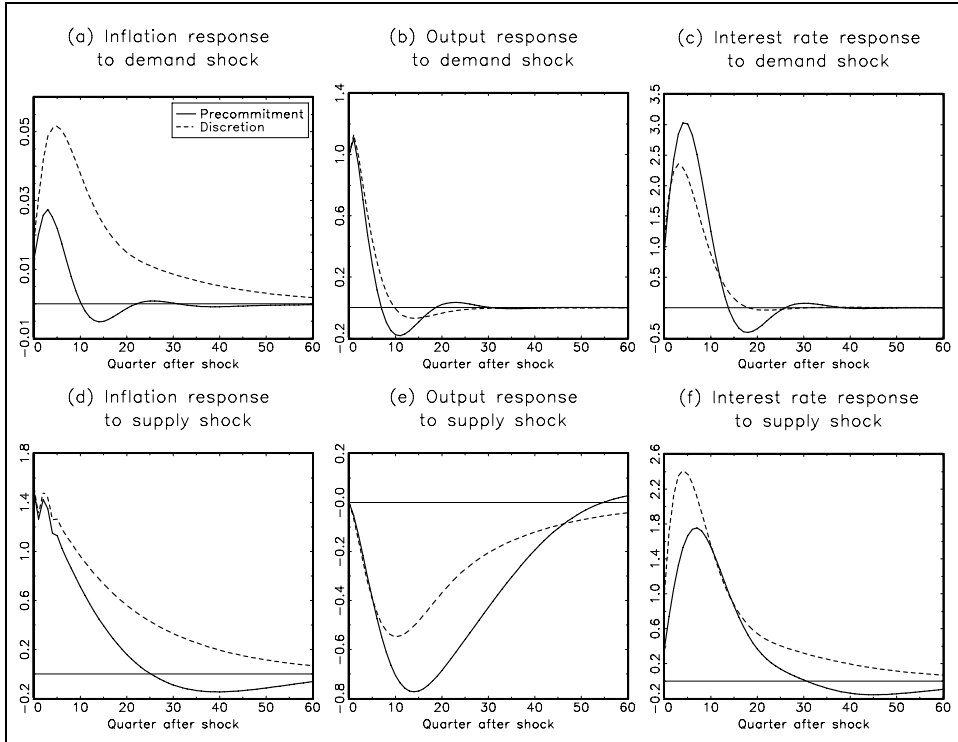 (a) Inflation response
to demand shock
(b) Output response
to demand shock
(c) Interest rate response
to demand shock
Precommitment
Discretion
0.05
0.03
0.01
-0.01
0 10 20 30 40 50 60
Quarter after shock
1.4
1.0
0.6
0.2
-0.2
0 10 20 30 40 50 60
Quarter after shock
3.5
3.0
2.5
2.0
1.5
1.0
0.5
-0.5
0 10 20 30 40 50 60
Quarter after shock
(d) Inflation response
to supply shock
(e) Output response
to supply shock
(f) Interest rate response
to supply shock
1.8
1.4
1.0
0.6
0.2
-0.2
0 10 20 30 40 50 60
Quarter after shock
0.2
-0.0
-0.2
-0.4
-0.6
-0.8
0 10 20 30 40 50 60
Quarter after shock
2.6
2.2
1.8
1.4
1.0
0.6
0.2
-0.2
0 10 20 30 40 50 60
Quarter after shock